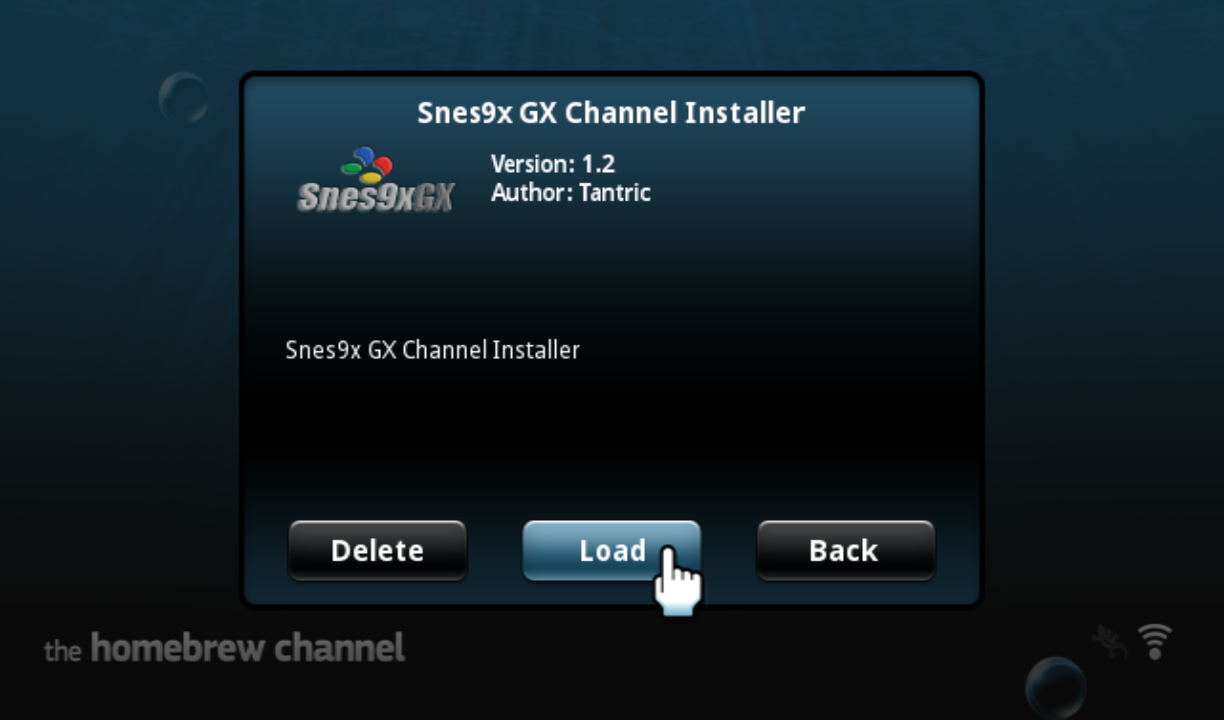 Snes9x GX Channel Installer
Snes9xGX
Version: 1.2
Author: Tantric
Snes9x GX Channel Installer
Delete
Load
Back
the homebrew channel